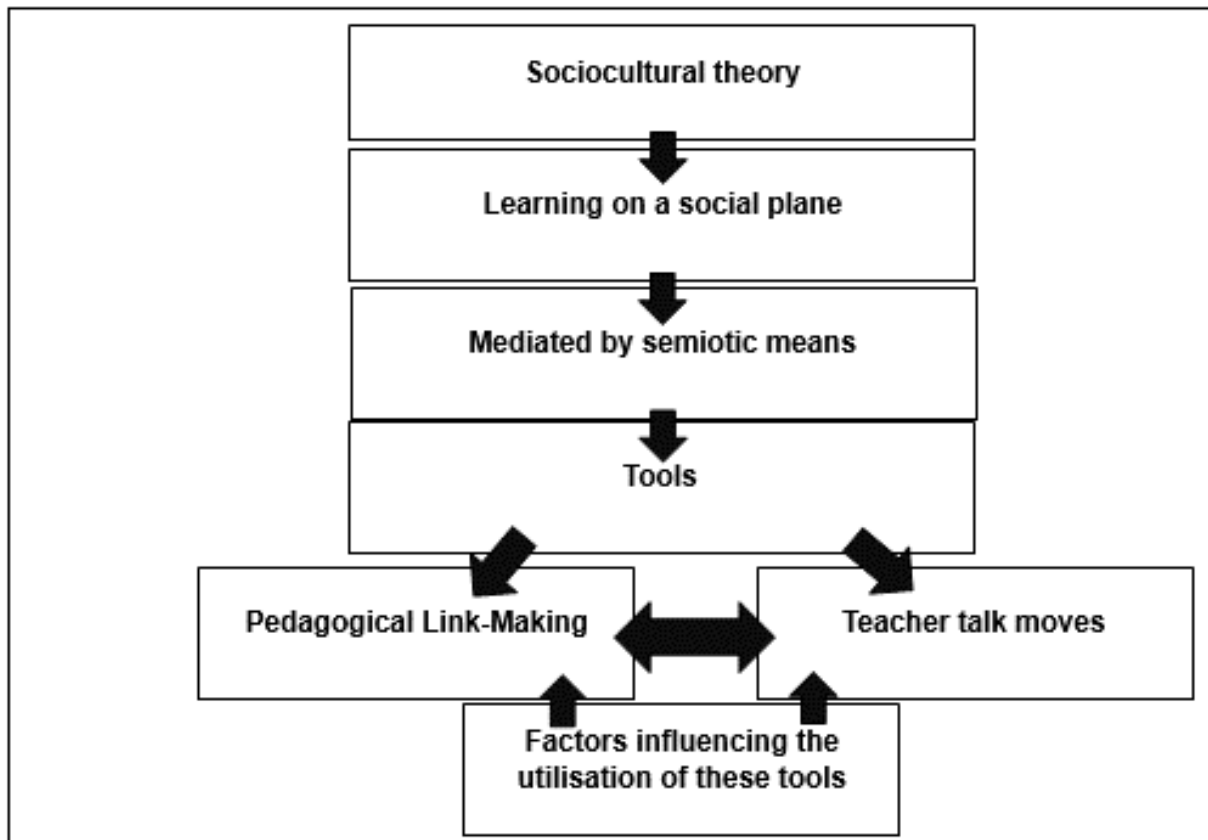 Sociocultural theory
Learning on a social plane
Mediated by semiotic means
Tools
Pedagogical Link-Making
Teacher talk moves
Factors influencing the
utilisation of these tools